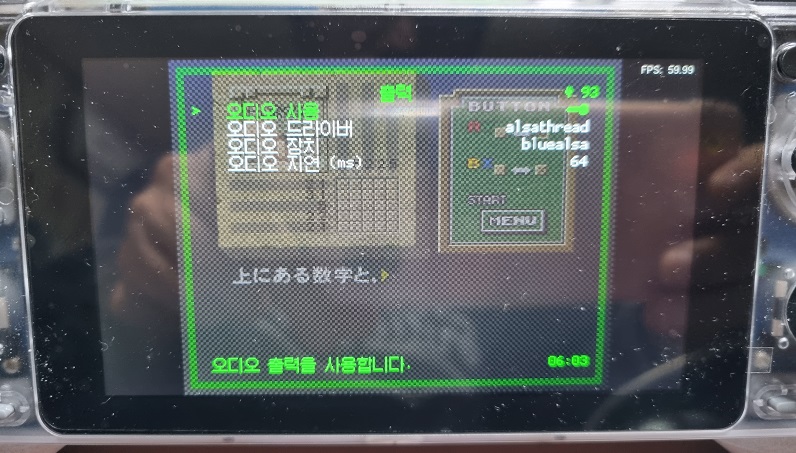 FPS: 59.99
출력
93
오디오 사용
오디오 드라이버
alsathread
오디오 장치
bluealsa
오디오 지연 (ms)
64
BUTTON
START
MENU
上にある数字と、
오디오 출력을 사용합니다.
06:03